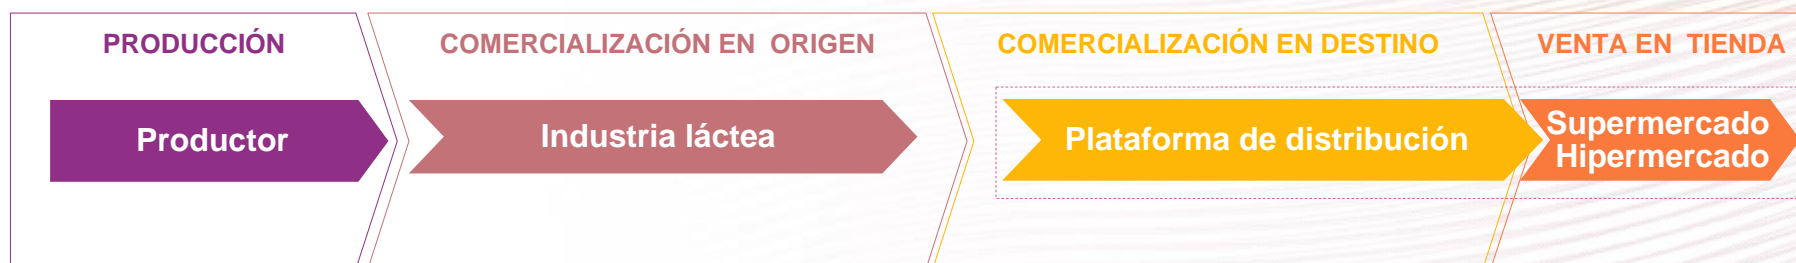 PRODUCCIÓN
COMERCIALIZACIÓN EN ORIGEN
COMERCIALIZACIÓN EN DESTINO
VENTA EN TIENDA
Productor
Industria láctea
Plataforma de distribución
Supermercado
Hipermercado